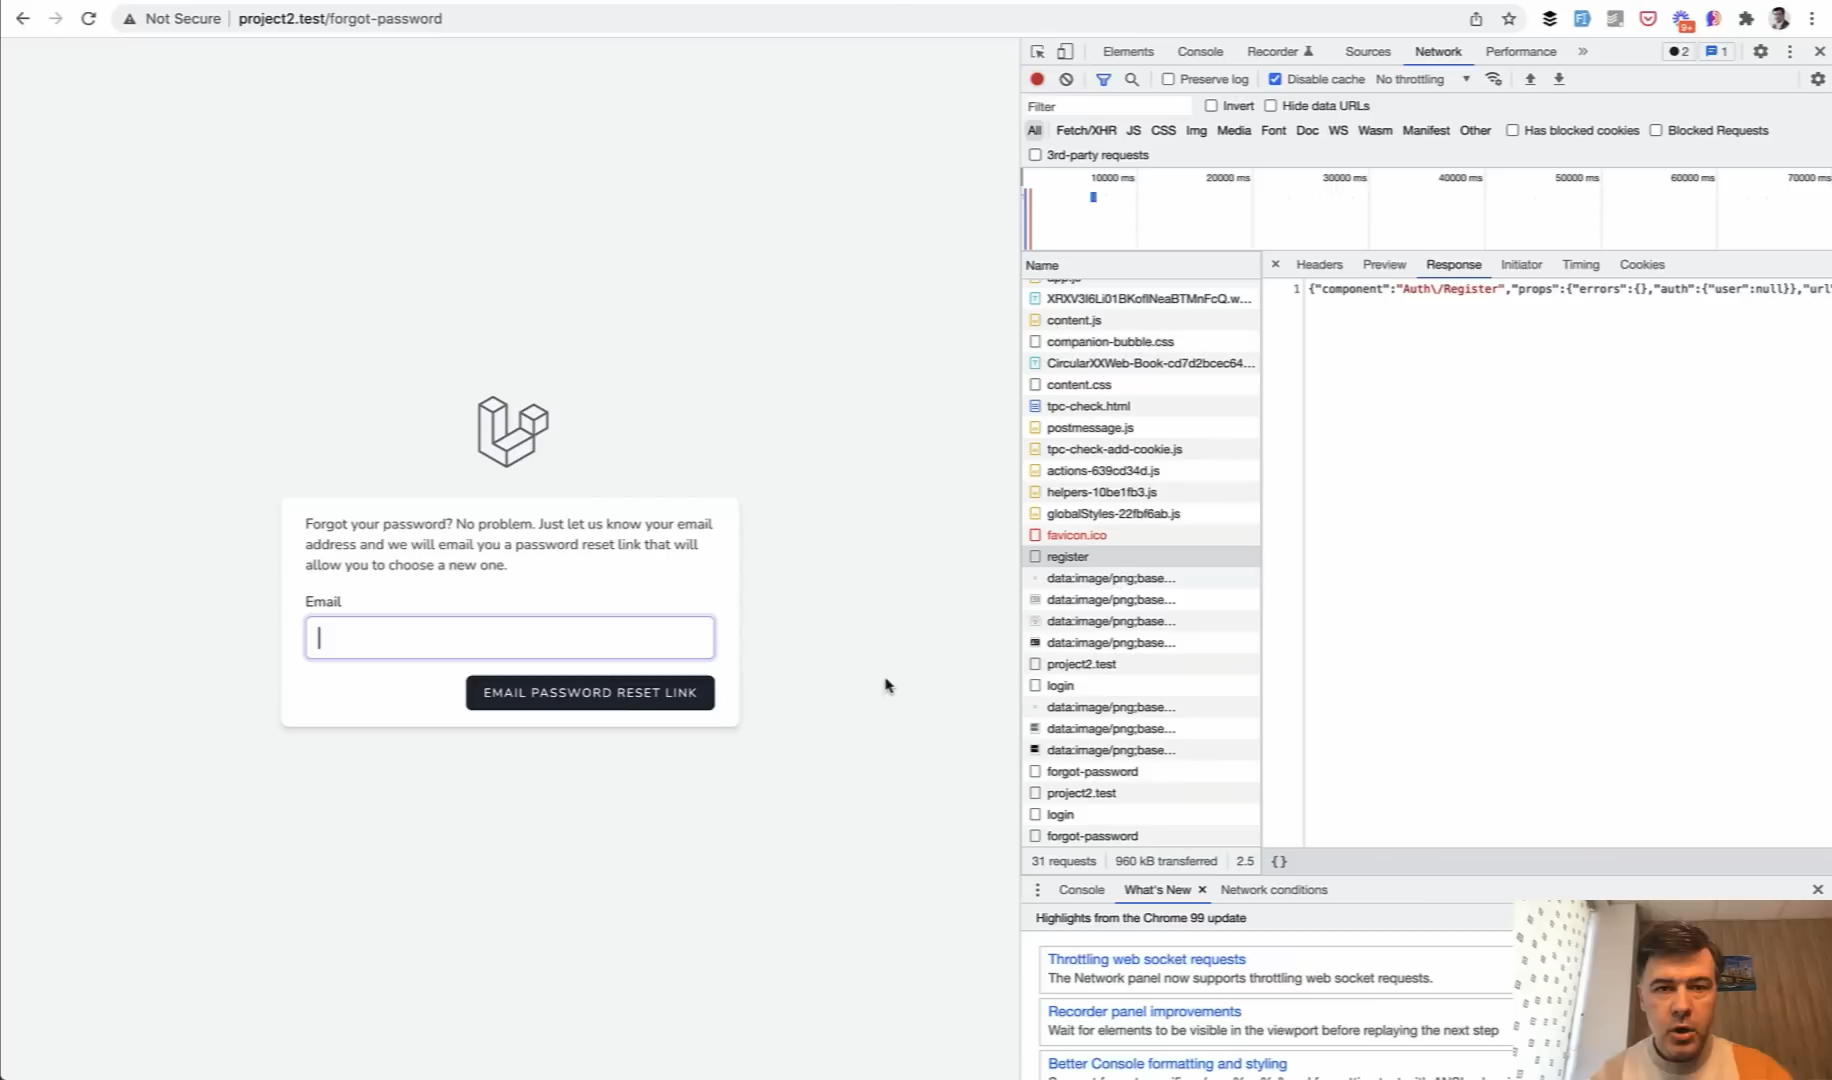 Not Secure project2.test/forgot-password
9+
Elements Console Recorder Sources Network Performance » 2 1
Preserve log Disable cache No throttling
Filter Invert Hide data URLs
All Fetch/XHR JS CSS Img Media Font Doc WS Wasm Manifest Other Has blocked cookies Blocked Requests
3rd-party requests
10000 ms 20000 ms 30000 ms 40000 ms 50000 ms 60000 ms 70000 ms
Name
Headers Preview Response Initiator Timing Cookies
1 {"component":"Auth\/Register","props":{"errors":{},"auth":{"user":null}},"url"
content.js
companion-bubble.css
CircularXXWeb-Book-cd7d2bcec64...
content.css
tpc-check.html
postmessage.js
tpc-check-add-cookie.js
actions-639cd34d.js
helpers-10be1fb3.js
globalStyles-22fbf6ab.js
favicon.ico
register
data:image/png;base...
data:image/png;base...
data:image/png;base...
data:image/png;base...
project2.test
login
data:image/png;base...
data:image/png;base...
data:image/png;base...
forgot-password
project2.test
login
forgot-password
31 requests 960 kB transferred 2.5 {}
Forgot your password? No problem. Just let us know your email
address and we will email you a password reset link that will
allow you to choose a new one.
Email
EMAIL PASSWORD RESET LINK
Console What's New Network conditions
Highlights from the Chrome 99 update
Throttling web socket requests
The Network panel now supports throttling web socket requests.
Recorder panel improvements
Wait for elements to be visible in the viewport before replaying the next step
Better Console formatting and styling